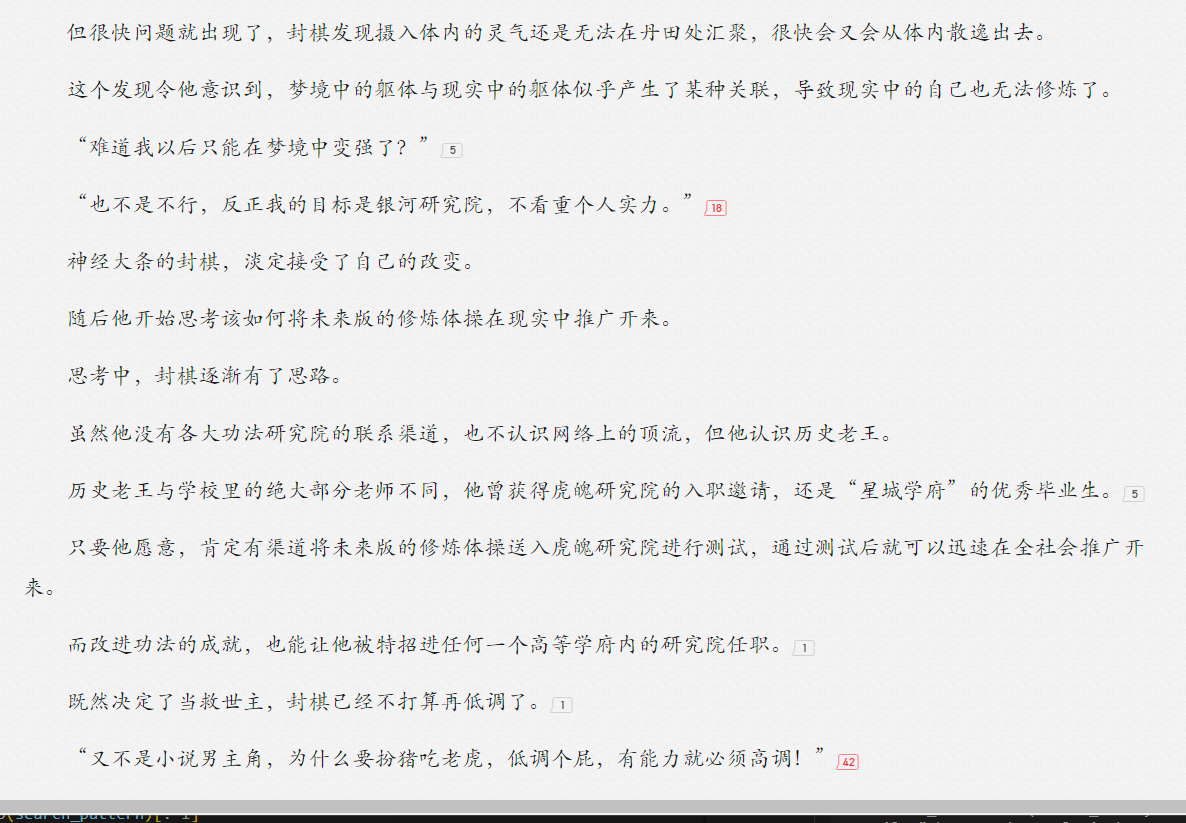 但很快问题就出现了，封棋发现摄入体内的灵气还是无法在丹田处汇聚，很快会又会从体内散逸出去。
这个发现令他意识到，梦境中的躯体与现实中的躯体似乎产生了某种关联，导致现实中的自己也无法修炼了。
“难道我以后只能在梦境中变强了？” 5
“也不是不行，反正我的目标是银河研究院，不看重个人实力。” 18
神经大条的封棋，淡定接受了自己的改变。
随后他开始思考该如何将未来版的修炼体操在现实中推广开来。
思考中，封棋逐渐有了思路。
虽然他没有各大功法研究院的联系渠道，也不认识网络上的顶流，但他认识历史老王。
历史老王与学校里的绝大部分老师不同，他曾获得虎魄研究院的入职邀请，还是“星城学府”的优秀毕业生。 5
只要他愿意，肯定有渠道将未来版的修炼体操送入虎魄研究院进行测试，通过测试后就可以迅速在全社会推广开
来。
而改进功法的成就，也能让他被特招进任何一个高等学府内的研究院任职。 1
既然决定了当救世主，封棋已经不打算再低调了。 1
“又不是小说男主角，为什么要扮猪吃老虎，低调个屁，有能力就必须高调！” 42